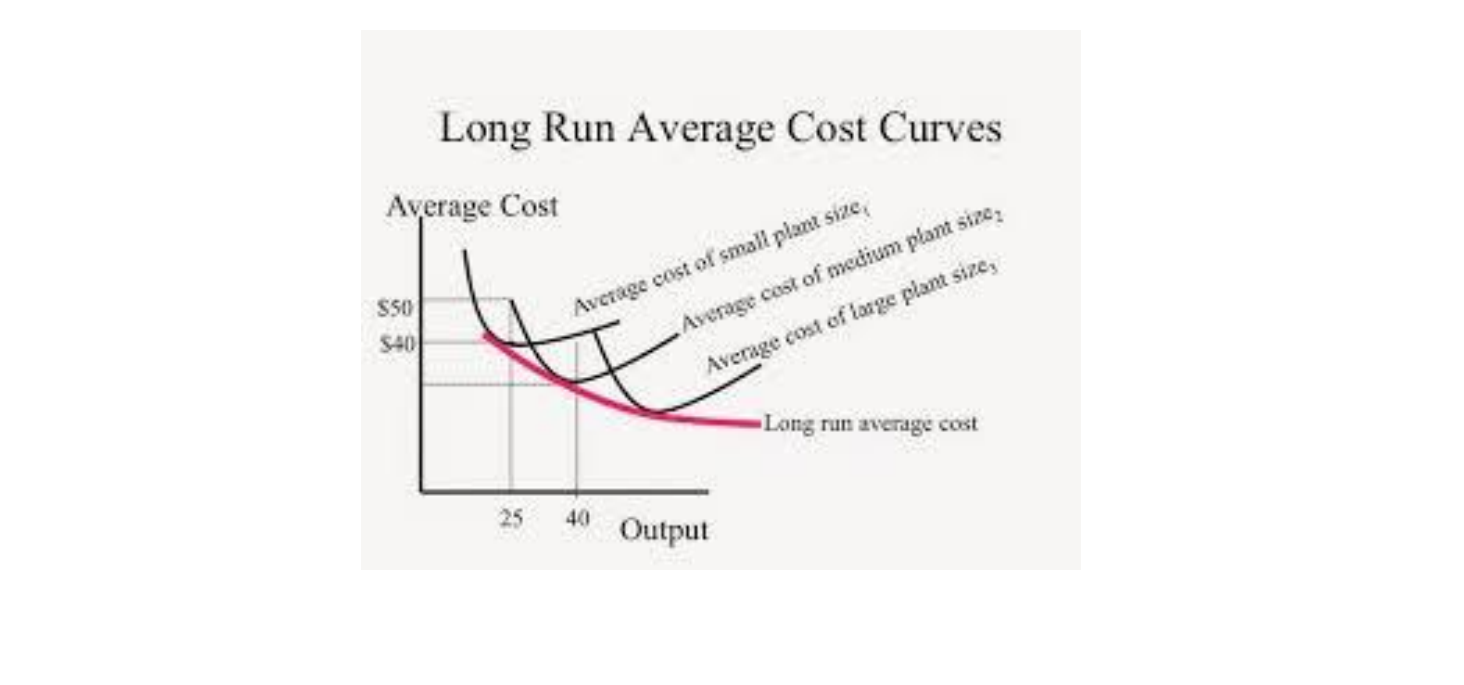 Long Run Average Cost Curves
Average Cost
Average cost of small plant size₁
Average cost of medium plant size₂
Average cost of large plant size₃
$50
$40
Long run average cost
25
40
Output